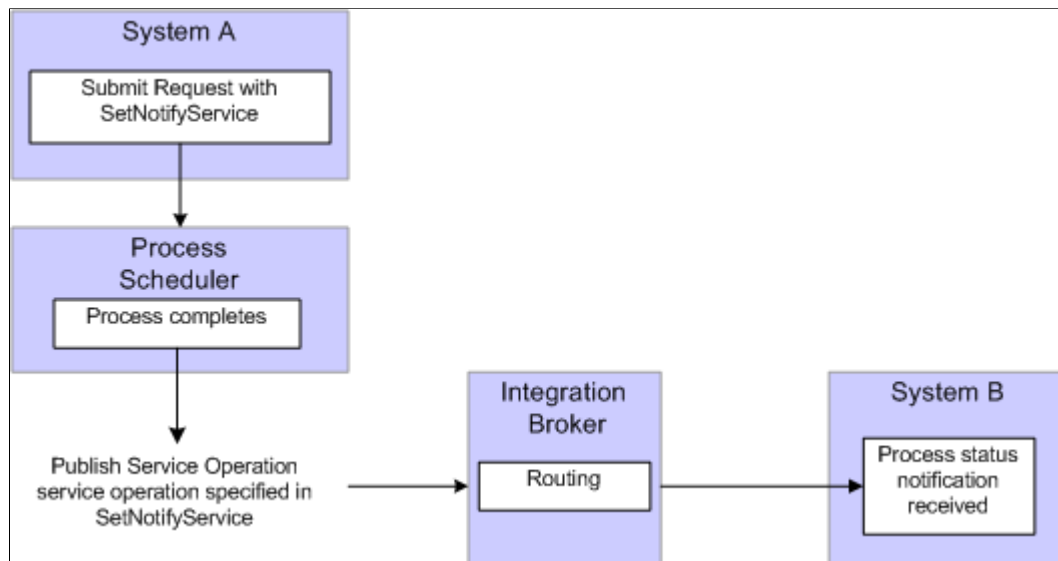 System A
Submit Request with
SetNotifyService
Process
Scheduler
Process completes
Publish Service Operation
service operation specified in
SetNotifyService
Integration
Broker
Routing
System B
Process status
notification
received